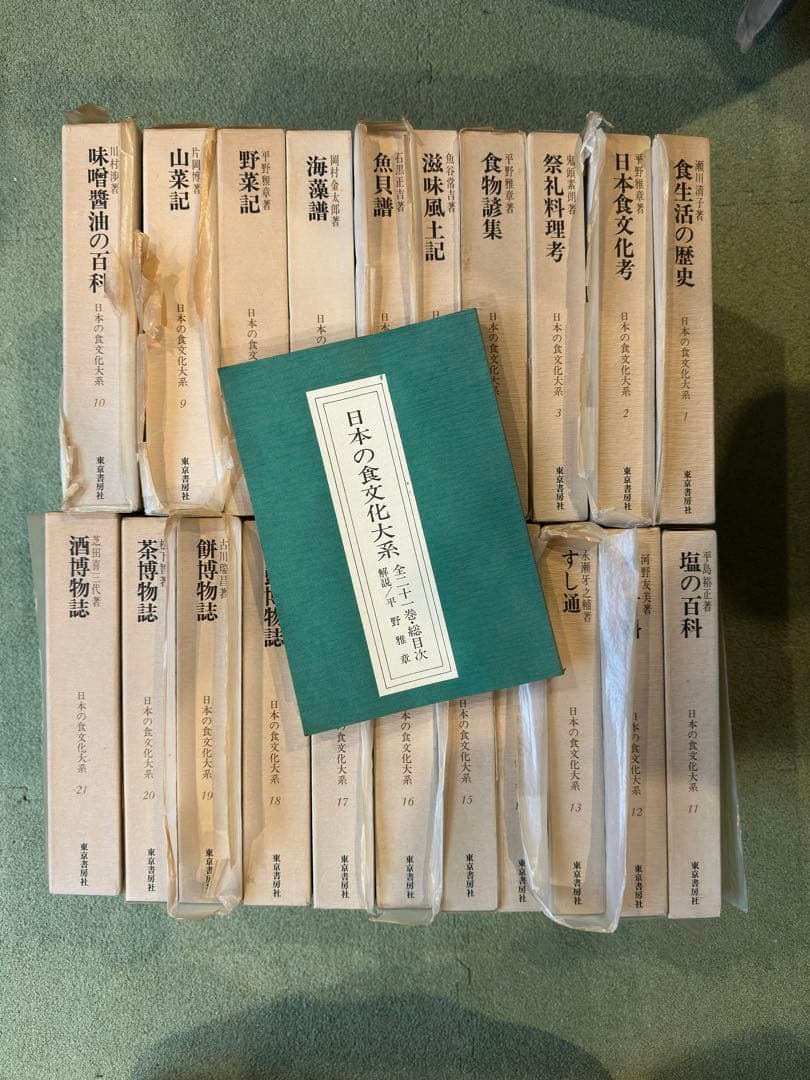 瀬川清子著
食生活の歴史
日本の食文化大系
1
東京書房社
平野雅章著
日本食文化考
日本の食文化大系
2
東京書房社
鬼頭素朗著
祭礼料理考
日本の食文化大系
3
東京書房社
平野雅章著
食物諺集
魚谷常吉著
滋味風土記
石黒正吉著
魚貝譜
岡村金太郎著
海藻譜
日本の
平野雅章著
野菜記
日本の食文
片岡博著
山菜記
日本の食文化大系
9
東京書房社
川村渉著
味噌醬油の百科
日本の食文化大系
10
東京書房社
日本の食文化大系
全二十一巻・総目次
解説/平野雅章
平島裕正著
塩の百科
日本の食文化大系
11
東京書房社
河野友美著
日本の食文化大系
12
東京書房社
永瀬牙之輔著
すし通
日本の食文化大系
13
東京書房社
日本の食文化大系
15
東京書房社
日本の食文化大系
16
東京書房社
日本の食文化大系
17
東京書房社
博物誌
日本の食文化大系
18
東京書房社
古川瑞昌著
餅博物誌
日本の食文化大系
19
東京書房社
茶博物誌
日本の食文化大系
20
東京書房社
芝田喜三代著
酒博物誌
日本の食文化大系
21
東京書房社